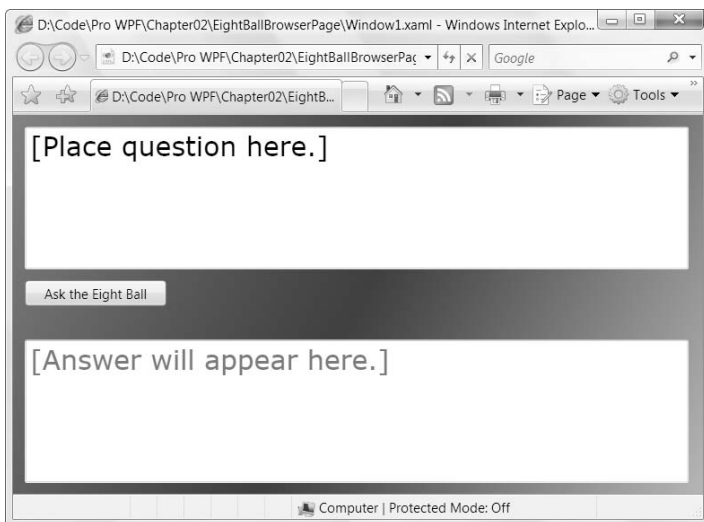 D:\Code\Pro WPF\Chapter02\EightBallBrowserPage\Window1.xaml - Windows Internet Explo...
D:\Code\Pro WPF\Chapter02\EightBallBrowserPag
Google
D:\Code\Pro WPF\Chapter02\EightB...
Page
Tools
[Place question here.]
Ask the Eight Ball
[Answer will appear here.]
Computer | Protected Mode: Off